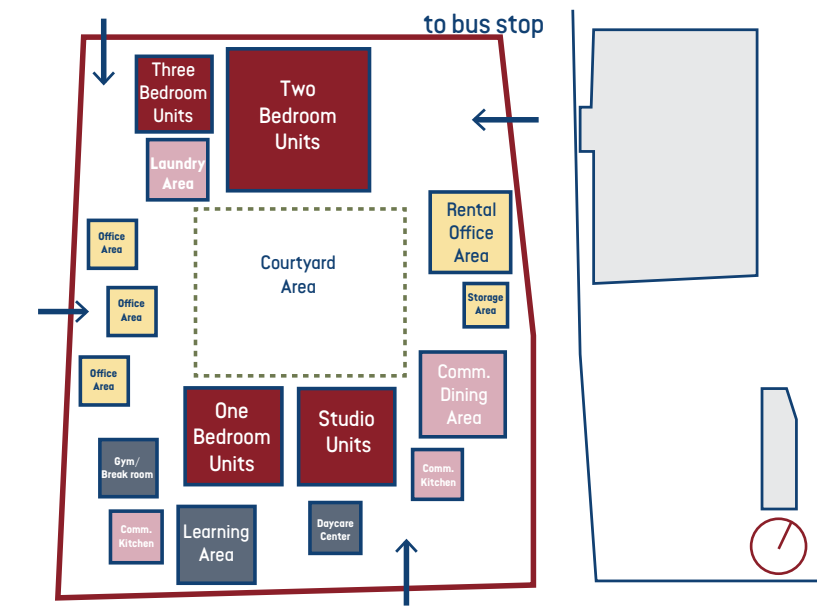 to bus stop
Three
Bedroom
Units
Two
Bedroom
Units
Laundry
Area
Rental
Office
Area
Office
Area
Courtyard
Area
Office
Area
Storage
Area
Office
Area
Comm.
Dining
Area
One
Bedroom
Units
Studio
Units
Gym/
Break room
Comm.
Kitchen
Comm.
Kitchen
Learning
Area
Daycare
Center